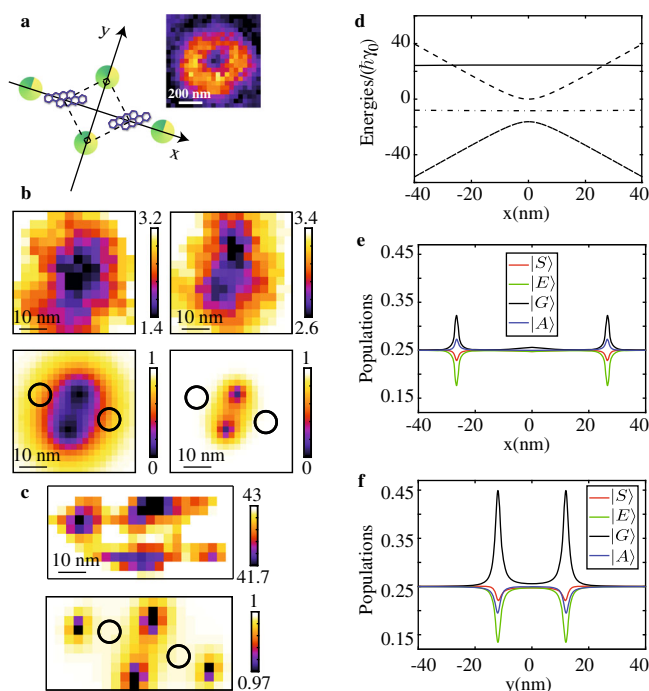 a
y
x
200 nm
b
3.2
1.4
10 nm
3.4
2.6
10 nm
1
0
10 nm
1
0
10 nm
c
43
41.7
10 nm
1
0.97
d
Energies/(ħγ0)
40
0
-40
-40 -20 0 20 40
x(nm)
e
Populations
0.45
0.35
0.25
0.15
|S⟩
|E⟩
|G⟩
|A⟩
-40 -20 0 20 40
x(nm)
f
Populations
0.45
0.35
0.25
0.15
|S⟩
|E⟩
|G⟩
|A⟩
-40 -20 0 20 40
y(nm)